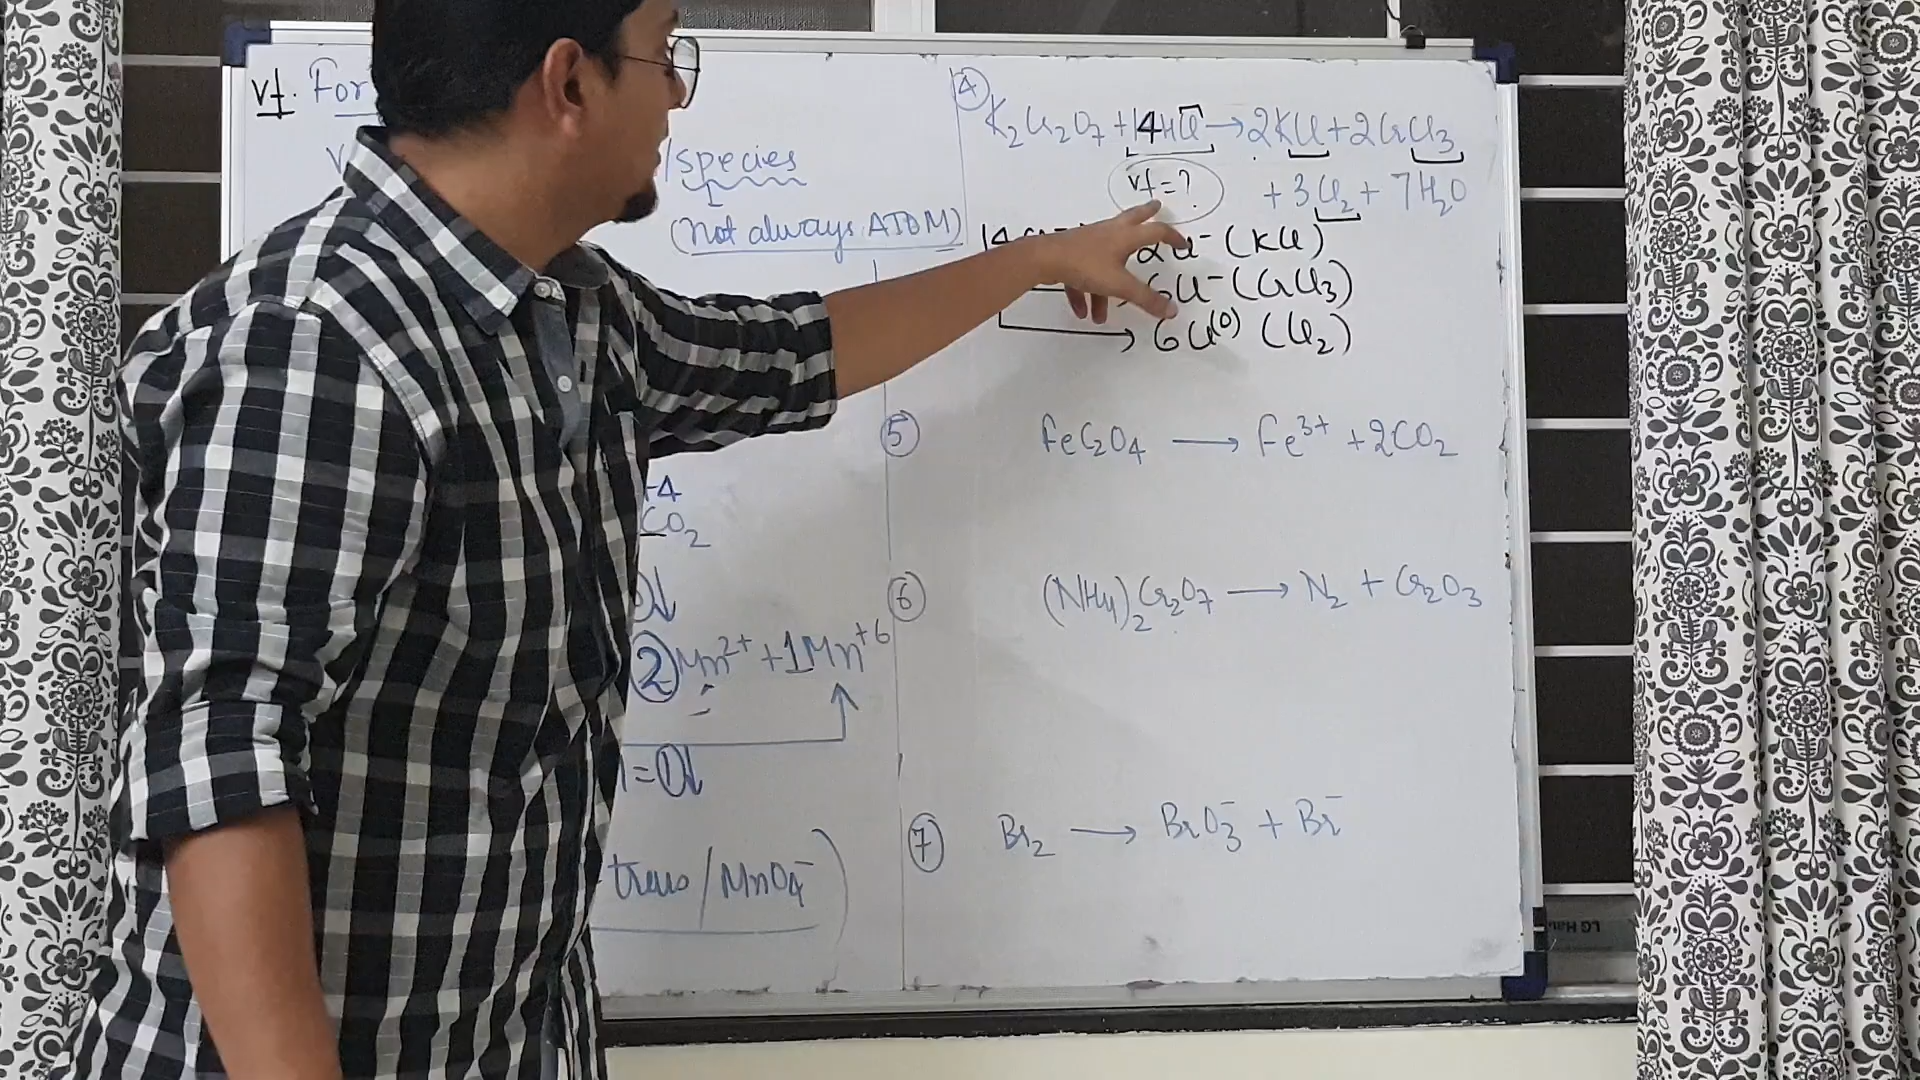 vf. For
/species
(Not always ATOM)
+4
CO2
2 Mn2+ + 1Mn+6
=1
/MnO4-)
4
K2Cr2O7 + 14HCl → 2KCl + 2CrCl3
+ 3Cl2 + 7H2O
vf = ?
2Cl- (KCl)
6Cl- (CrCl3)
6Cl(0) (Cl2)
5 FeC2O4 → Fe3+ + 2CO2
6 (NH4)2Cr2O7 → N2 + Cr2O3
7 Br2 → BrO3- + Br-